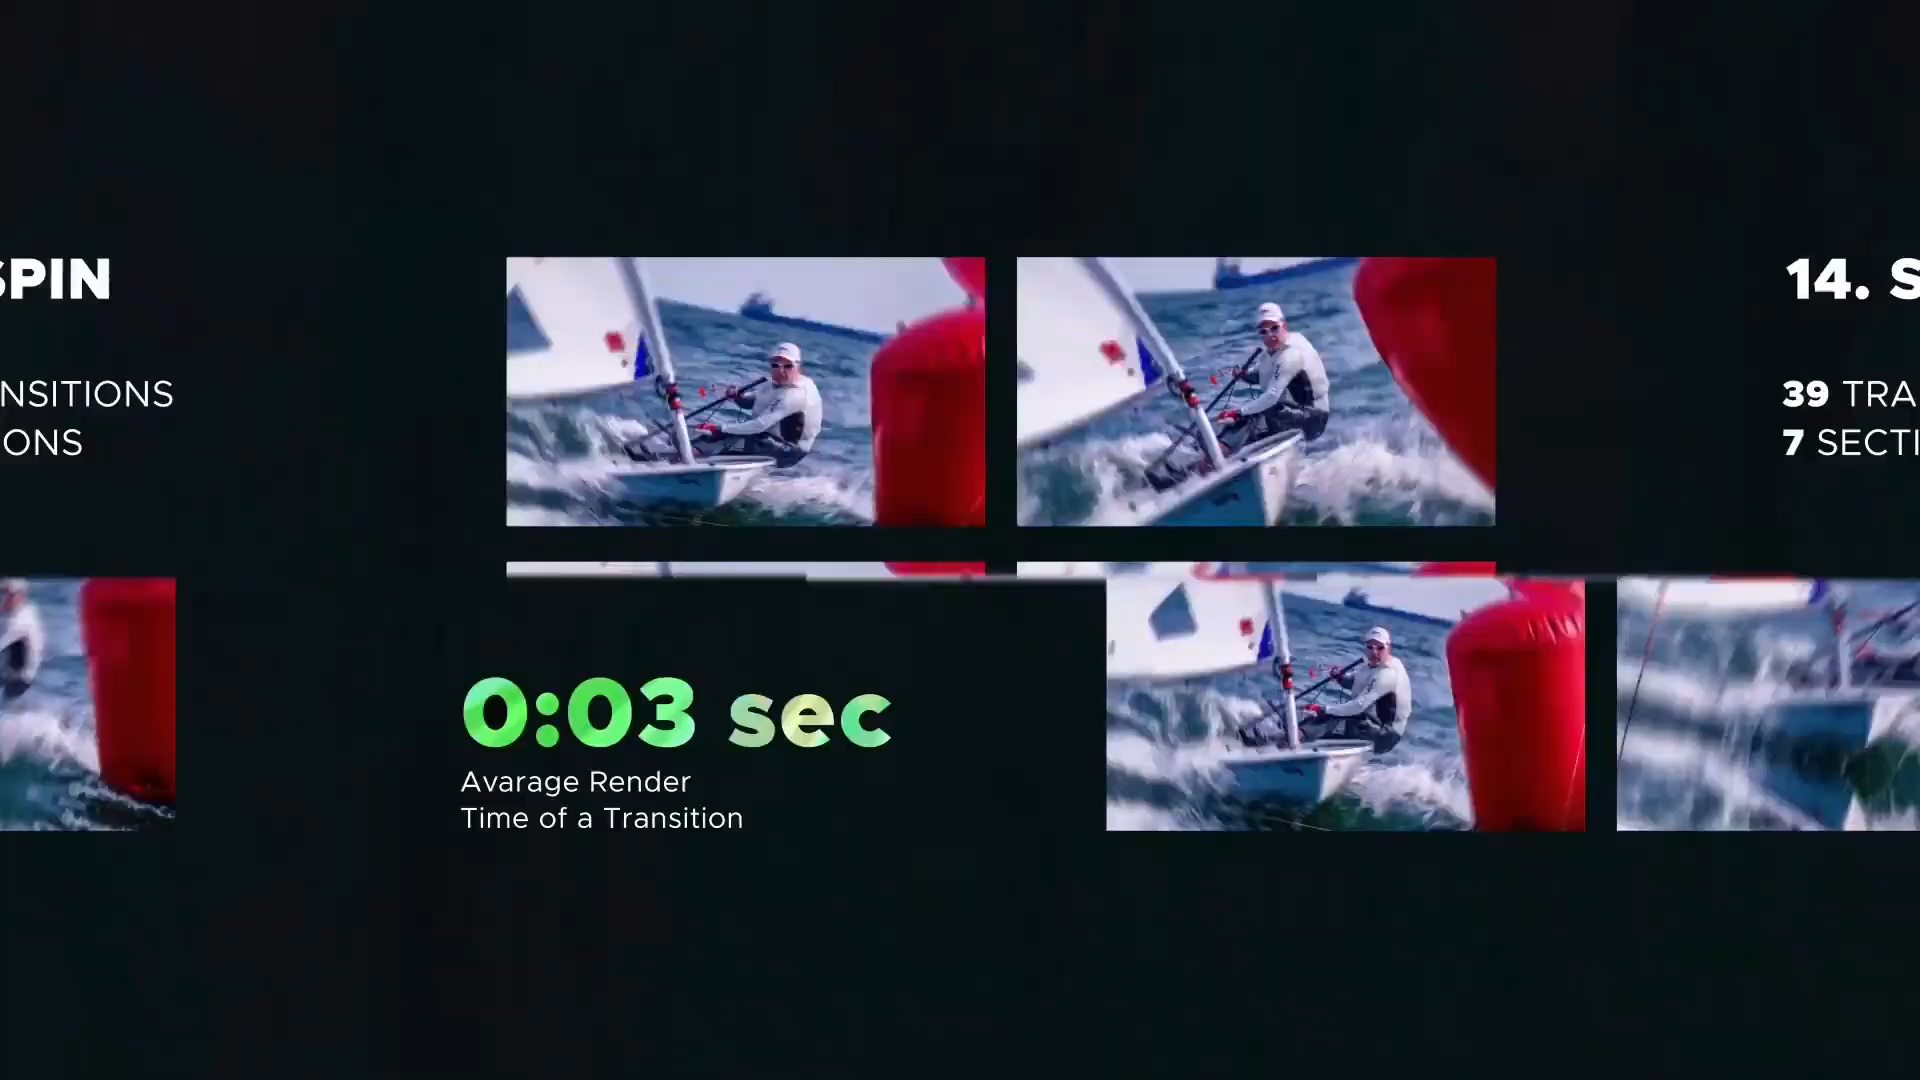 SPIN
NSITIONS
ONS
14. S
39 TRA
7 SECTI
0:03 sec
Avarage Render
Time of a Transition